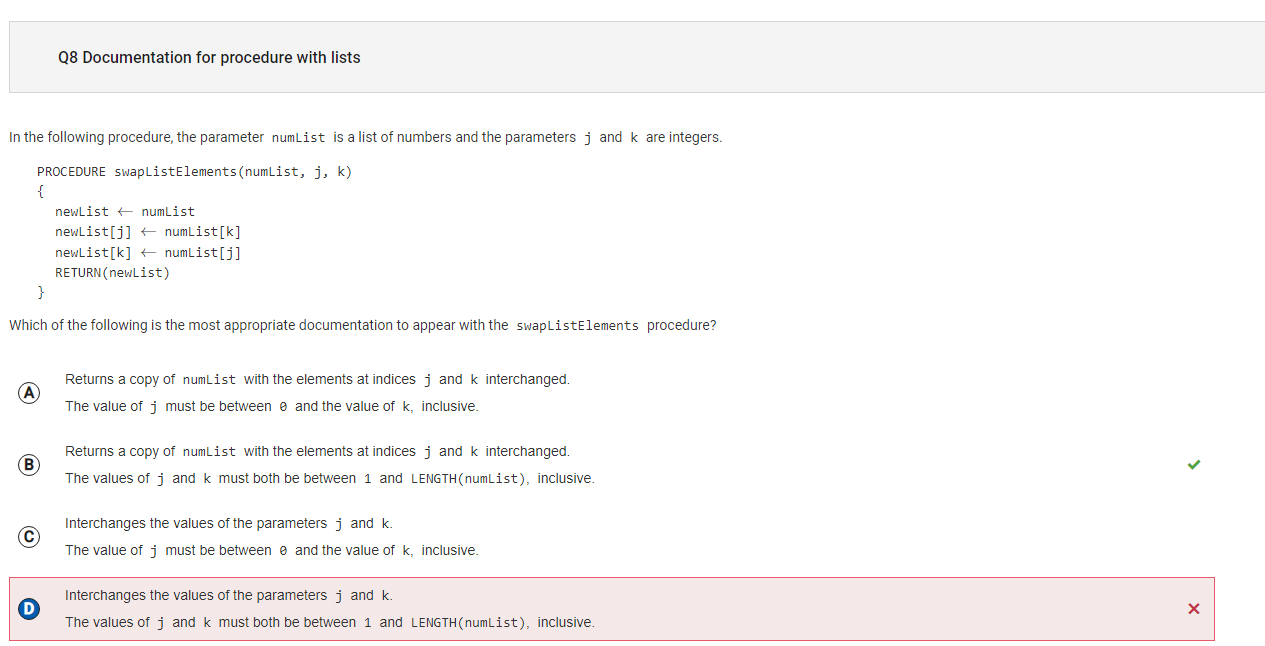 Q8 Documentation for procedure with lists
In the following procedure, the parameter numList is a list of numbers and the parameters j and k are integers.
PROCEDURE swapListElements(numList, j, k)
{
newList ← numList
newList[j] ← numList[k]
newList[k] ← numList[j]
RETURN(newList)
}
Which of the following is the most appropriate documentation to appear with the swapListElements procedure?
A
Returns a copy of numList with the elements at indices j and k interchanged.
The value of j must be between 0 and the value of k, inclusive.
B
Returns a copy of numList with the elements at indices j and k interchanged.
The values of j and k must both be between 1 and LENGTH(numList), inclusive.
C
Interchanges the values of the parameters j and k.
The value of j must be between 0 and the value of k, inclusive.
D
Interchanges the values of the parameters j and k.
The values of j and k must both be between 1 and LENGTH(numList), inclusive.